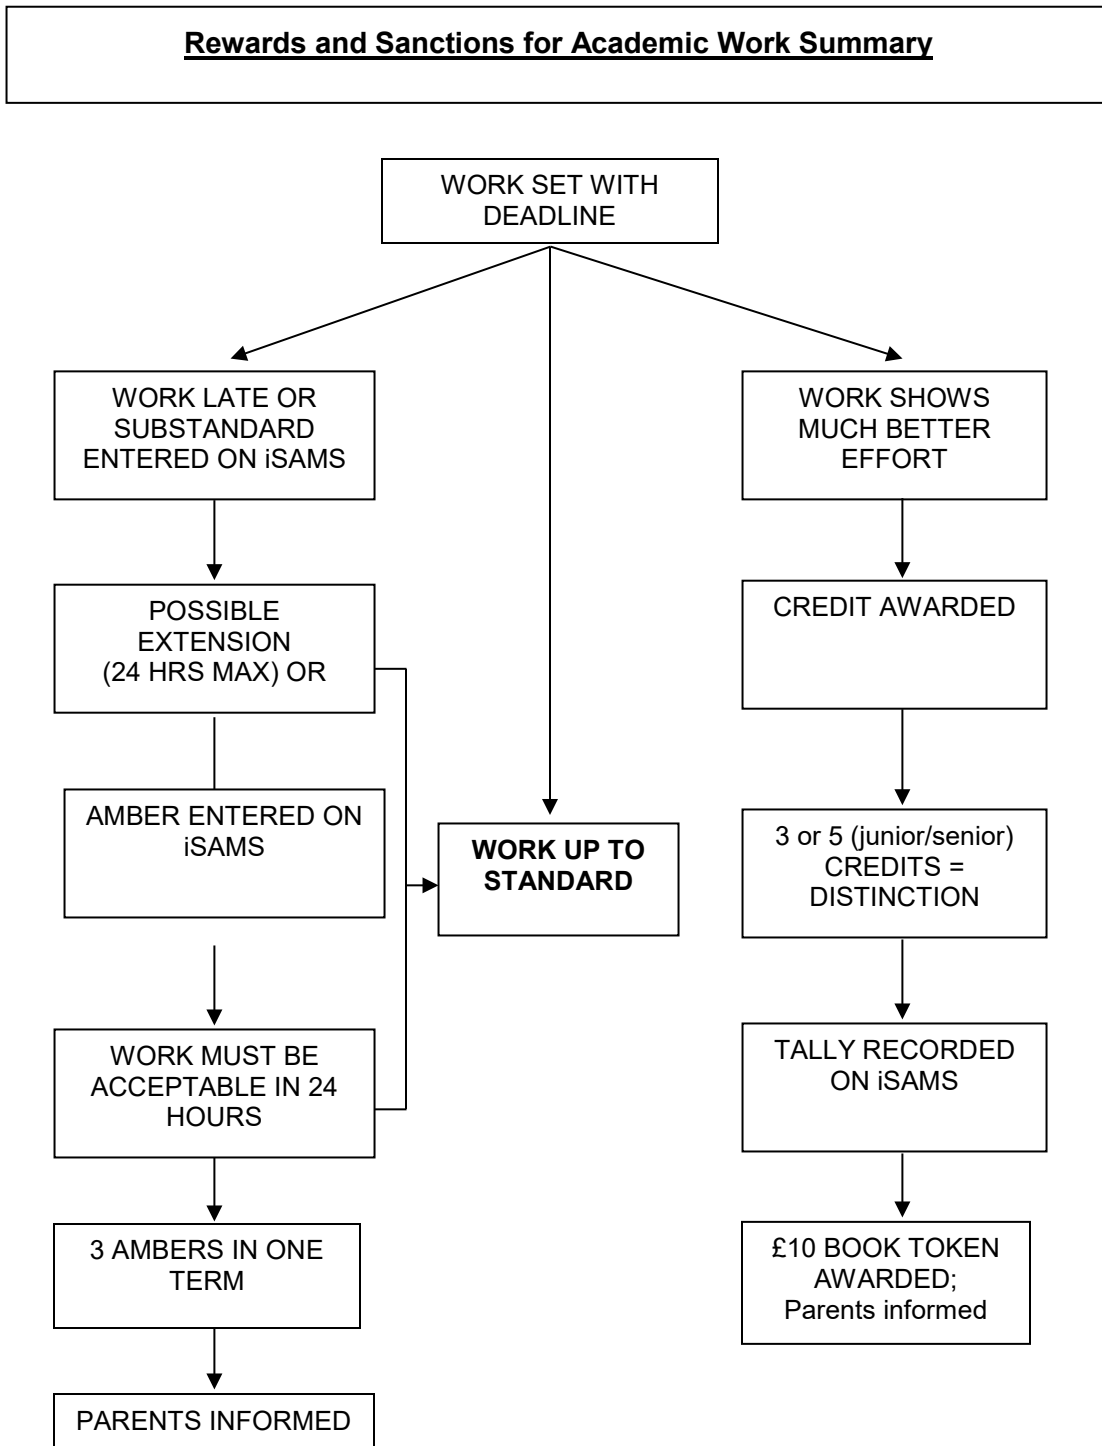 Rewards and Sanctions for Academic Work Summary
WORK SET WITH
DEADLINE
WORK LATE OR
SUBSTANDARD
ENTERED ON iSAMS
POSSIBLE
EXTENSION
(24 HRS MAX) OR
AMBER ENTERED ON
iSAMS
WORK MUST BE
ACCEPTABLE IN 24
HOURS
3 AMBERS IN ONE
TERM
PARENTS INFORMED
WORK UP TO
STANDARD
WORK SHOWS
MUCH BETTER
EFFORT
CREDIT AWARDED
3 or 5 (junior/senior)
CREDITS =
DISTINCTION
TALLY RECORDED
ON iSAMS
£10 BOOK TOKEN
AWARDED;
Parents informed